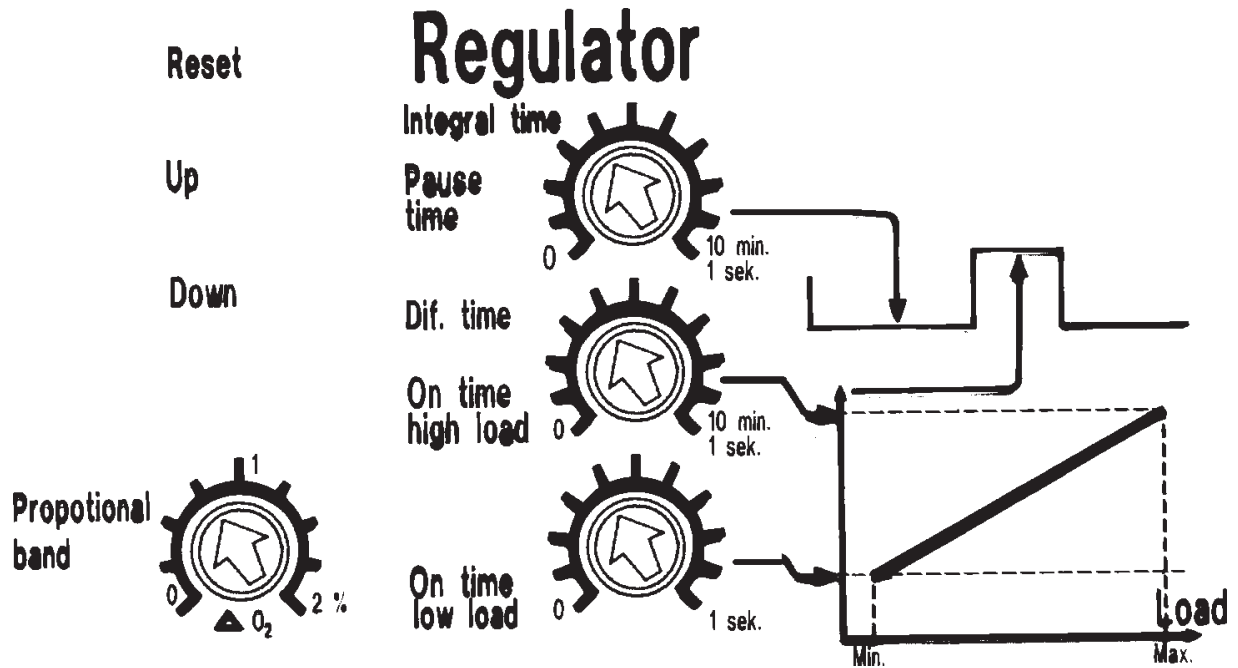 Regulator
Reset
Integral time
Up
Pause
time
0
10 min.
1 sek.
Down
Dif. time
On time
high load
0
10 min.
1 sek.
Propotional
band
0
1
2 %
O₂
On time
low load
0
1 sek.
Load
Min.
Max.